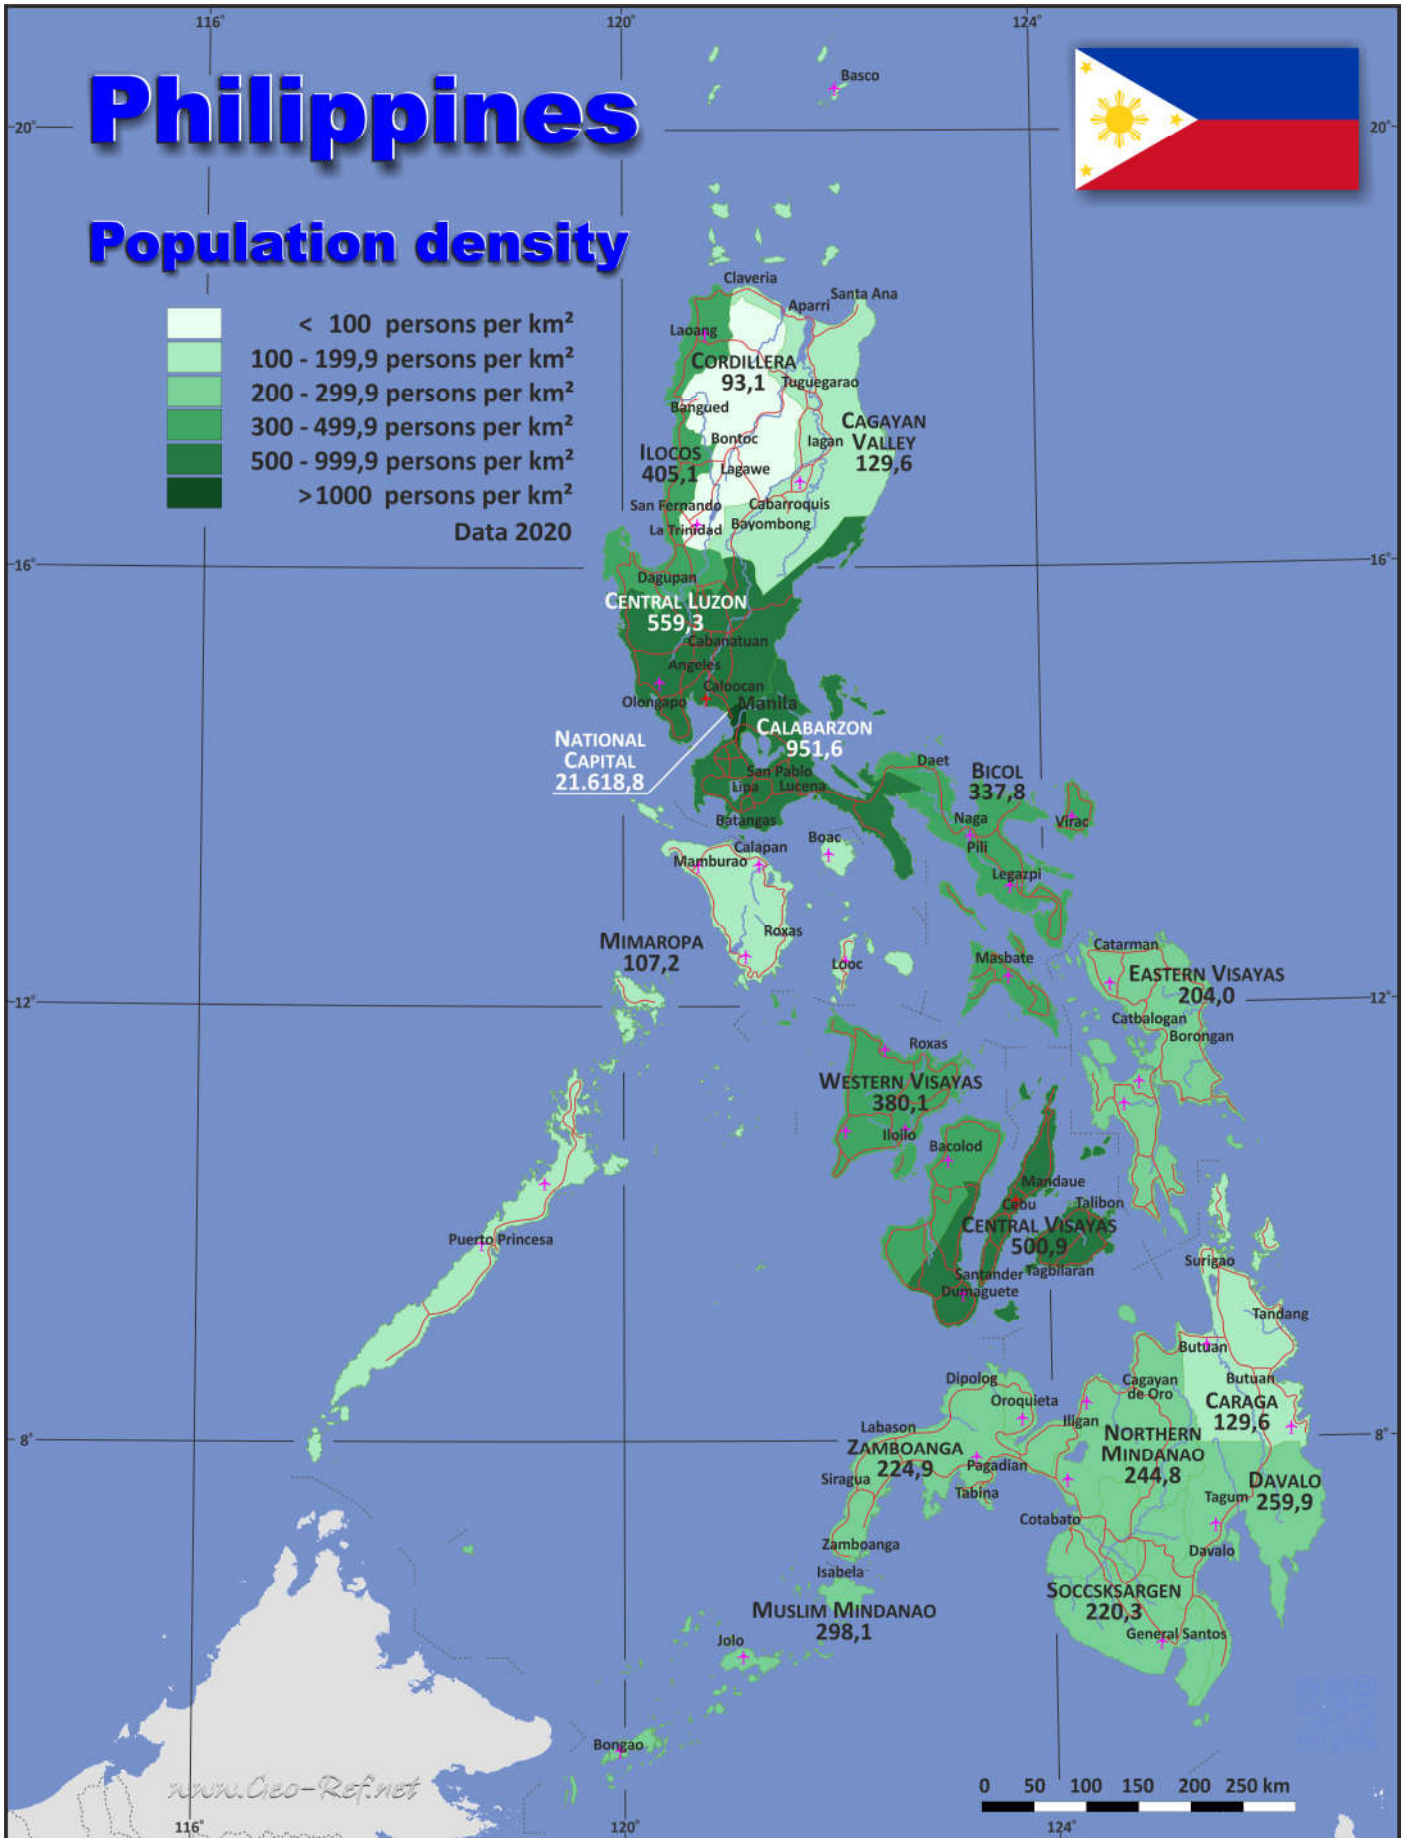 116° 120° 124°
Philippines
Basco
20° 20°
Population density
< 100 persons per km²
100 - 199,9 persons per km²
200 - 299,9 persons per km²
300 - 499,9 persons per km²
500 - 999,9 persons per km²
>1000 persons per km²
Data 2020
Claveria
Santa Ana
Aparri
Laoang
CORDILLERA
93,1
Tuguegarao
Bangued
CAGAYAN
VALLEY
129,6
Bontoc
Iagan
ILOCOS
405,1
Lagawe
San Fernando
Cabarroquis
La Trinidad
Bayombong
16° 16°
Dagupan
CENTRAL LUZON
559,3
Cabanatuan
Angeles
Caloocan
Olongapo
Manila
CALABARZON
951,6
NATIONAL
CAPITAL
21.618,8
San Pablo
Lipa
Lucena
Batangas
Daet
BICOL
337,8
Naga
Virac
Pili
Legazpi
Boac
Calapan
Mamburao
Roxas
MIMAROPA
107,2
Looc
Masbate
Catarman
EASTERN VISAYAS
204,0
12° 12°
Catbalogan
Borongan
Roxas
WESTERN VISAYAS
380,1
Iloilo
Bacolod
Mandaue
Cebu
Talibon
CENTRAL VISAYAS
500,9
Santander
Tagbilaran
Dumaguete
Puerto Princesa
Surigao
Tandang
Butuan
Dipolog
Cagayan
de Oro
Butuan
Oroquieta
CARAGA
129,6
Labason
Iligan
8° 8°
ZAMBOANGA
224,9
NORTHERN
MINDANAO
244,8
Pagadian
Siragua
Tabina
DAVALO
259,9
Tagum
Cotabato
Zamboanga
Davalo
Isabela
SOCCSKSARGEN
220,3
MUSLIM MINDANAO
298,1
General Santos
Jolo
Bongao
www.Geo-Ref.net
0 50 100 150 200 250 km
116° 120° 124°